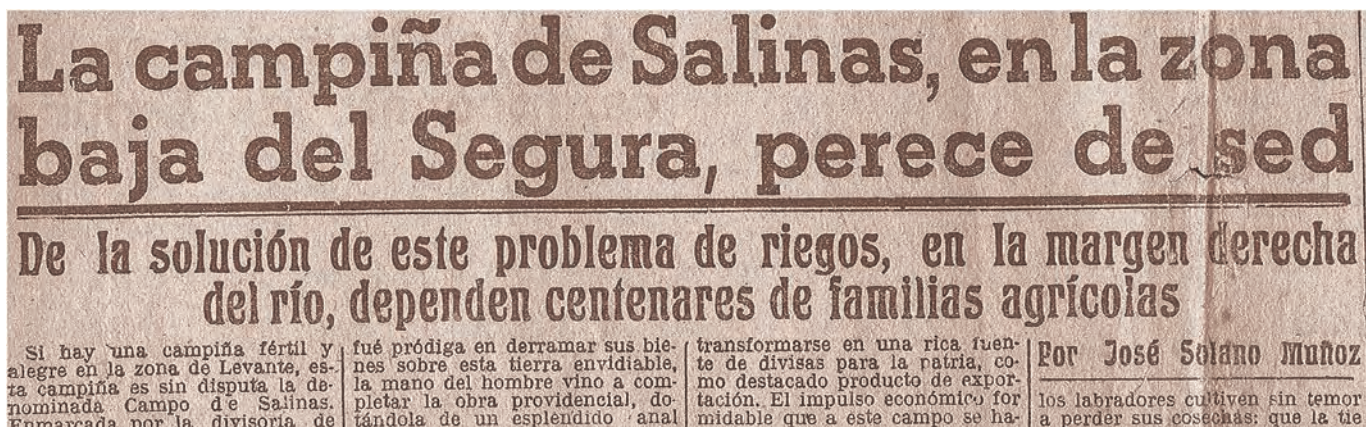 La campiña de Salinas, en la zona
baja del Segura, perece de sed
De la solución de este problema de riegos, en la margen derecha
del río, dependen centenares de familias agrícolas
Si hay una campiña fértil y
alegre en la zona de Levante, es-
ta campiña es sin disputa la de-
nominada Campo de Salinas.
Enmarcada por la divisoria de
fué pródiga en derramar sus bie-
nes sobre esta tierra envidiable,
la mano del hombre vino a com-
pletar la obra providencial, do-
tándola de un esplendido anal
transformarse en una rica fuen-
te de divisas para la patria, co-
mo destacado producto de expor-
tación. El impulso económico for
midable que a este campo se ha-
Por José Solano Muñoz
los labradores cultiven sin temor
a perder sus cosechas: que la tie